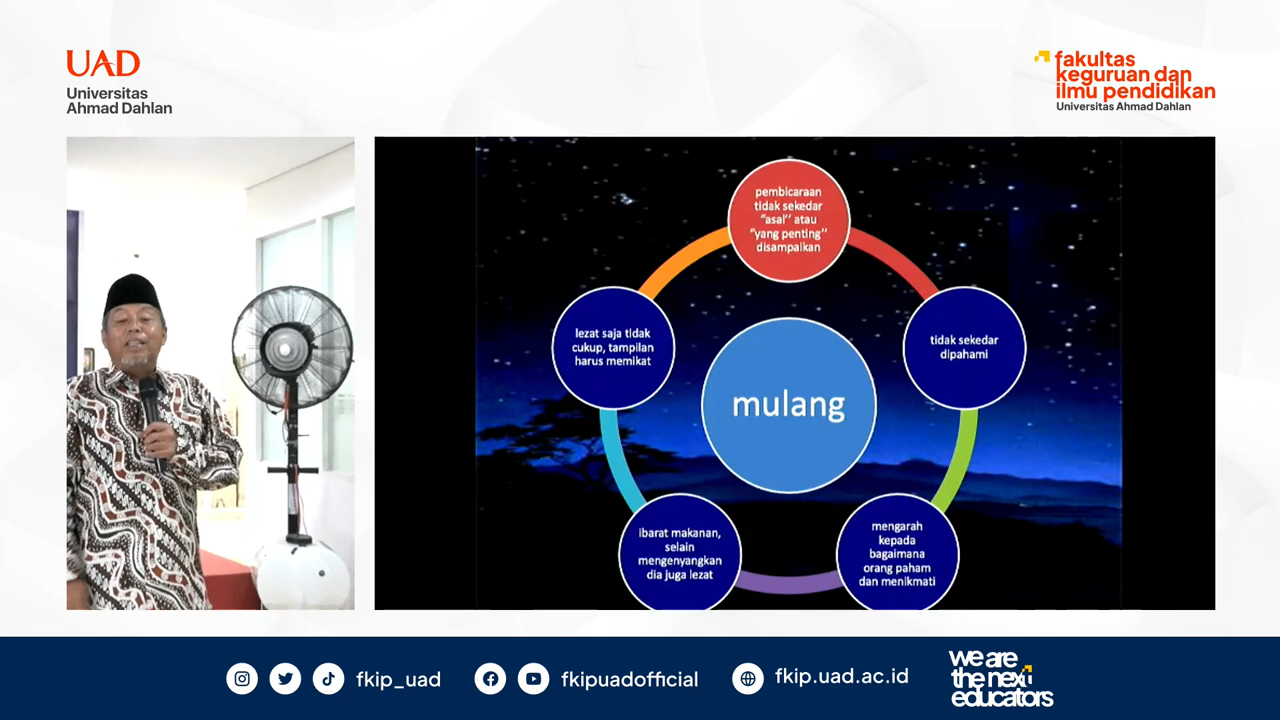 UAD
Universitas
Ahmad Dahlan
fakultas
keguruan dan
ilmu pendidikan
Universitas Ahmad Dahlan
pembicaraan
tidak sekedar
“asal’’ atau
“yang penting’’
disampaikan
lezat saja tidak
cukup, tampilan
harus memikat
tidak sekedar
dipahami
mulang
ibarat makanan,
selain
mengenyangkan
dia juga lezat
mengarah
kepada
bagaimana
orang paham
dan menikmati
fkip_uad
fkipuadofficial
fkip.uad.ac.id
we are
the next
educators